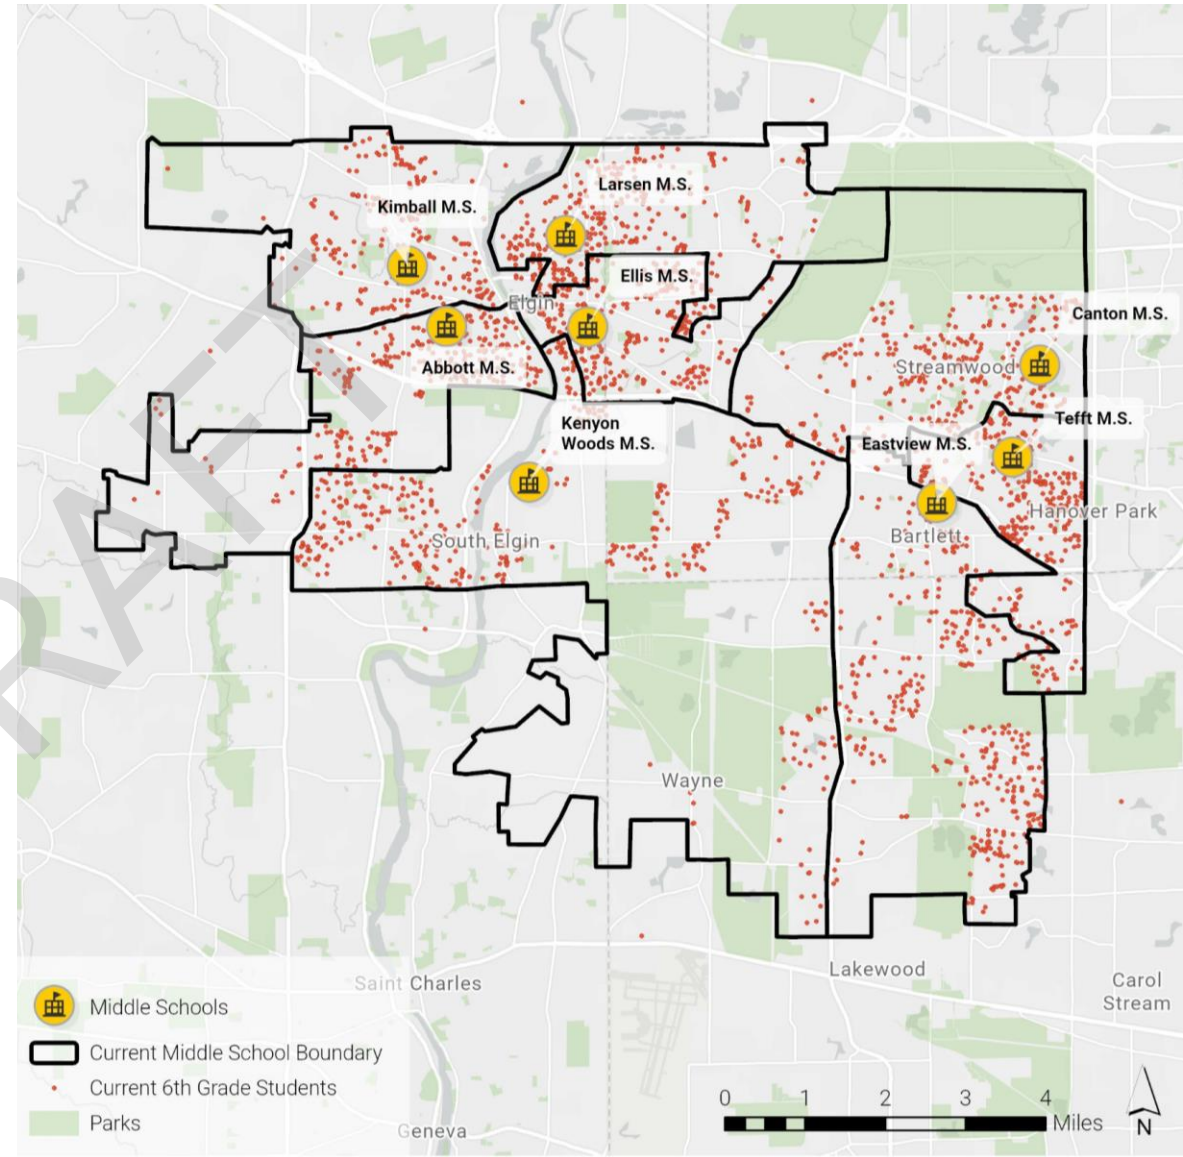 Larsen M.S.
Kimball M.S.
Ellis M.S.
Elgin
Canton M.S.
Streamwood
Abbott M.S.
Tefft M.S.
Kenyon
Woods M.S.
Eastview M.S.
Hanover Park
Bartlett
South Elgin
Wayne
Lakewood
Saint Charles
Carol
Stream
Middle Schools
Current Middle School Boundary
Current 6th Grade Students
Parks
Geneva
0 1 2 3 4
Miles
N
RAFT